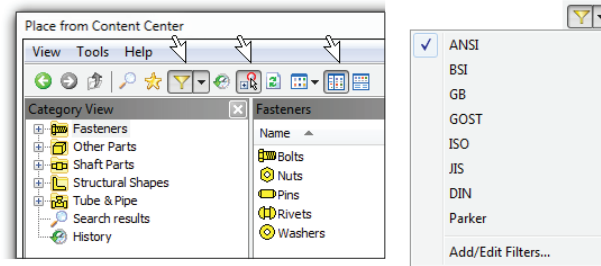 Place from Content Center
View Tools Help
Category View
Fasteners
Other Parts
Shaft Parts
Structural Shapes
Tube & Pipe
Search results
History
Fasteners
Name
Bolts
Nuts
Pins
Rivets
Washers
ANSI
BSI
GB
GOST
ISO
JIS
DIN
Parker
Add/Edit Filters...